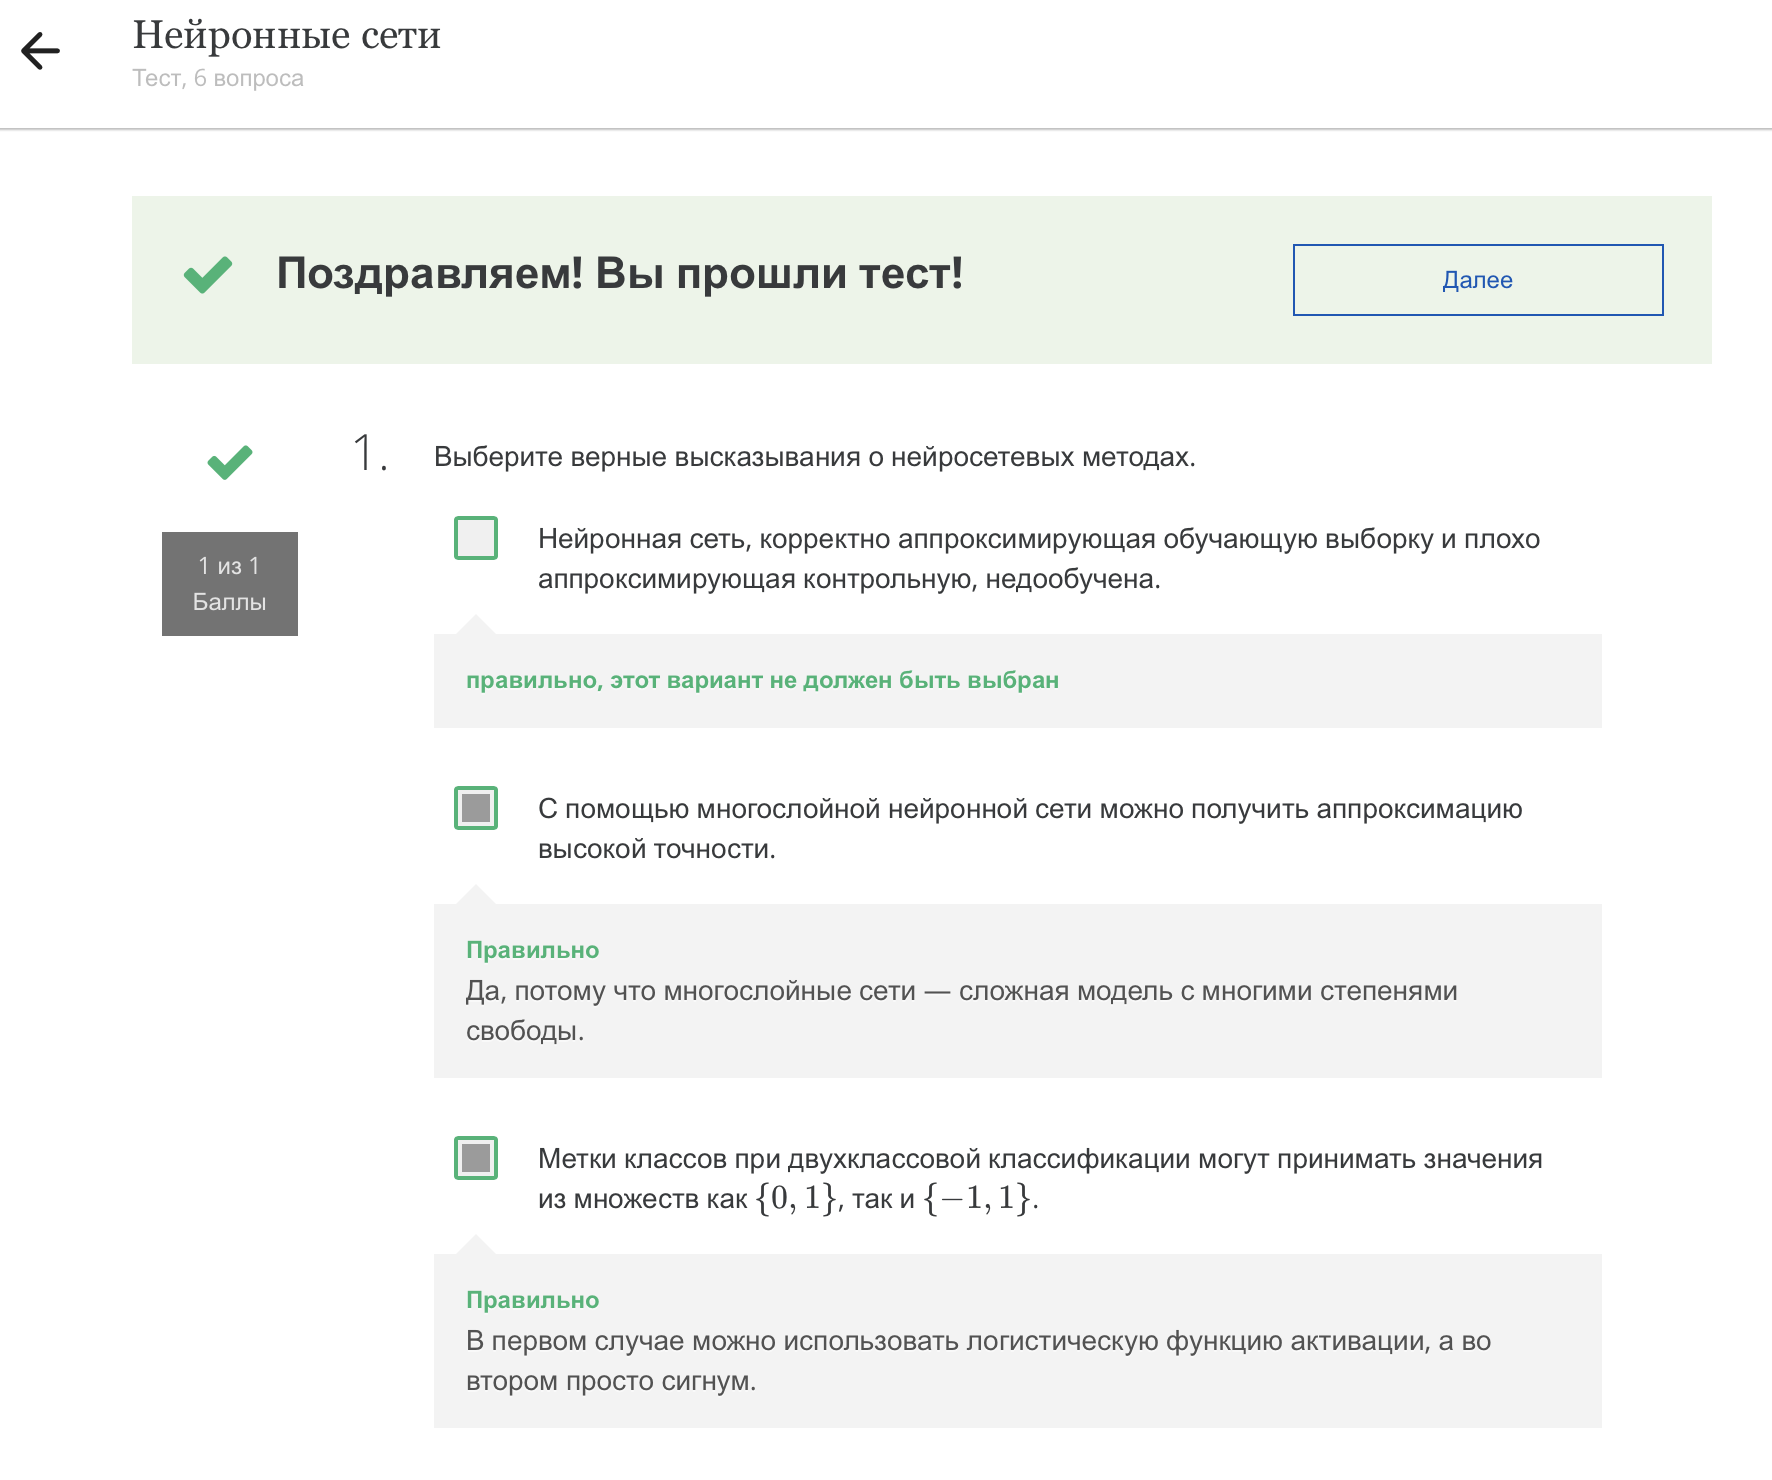 Нейронные сети
Тест, 6 вопроса
Поздравляем! Вы прошли тест!
Далее
1 из 1
Баллы
1.
Выберите верные высказывания о нейросетевых методах.
Нейронная сеть, корректно аппроксимирующая обучающую выборку и плохо
аппроксимирующая контрольную, недообучена.
правильно, этот вариант не должен быть выбран
С помощью многослойной нейронной сети можно получить аппроксимацию
высокой точности.
Правильно
Да, потому что многослойные сети — сложная модель с многими степенями
свободы.
Метки классов при двухклассовой классификации могут принимать значения
из множеств как {0, 1}, так и {−1, 1}.
Правильно
В первом случае можно использовать логистическую функцию активации, а во
втором просто сигнум.